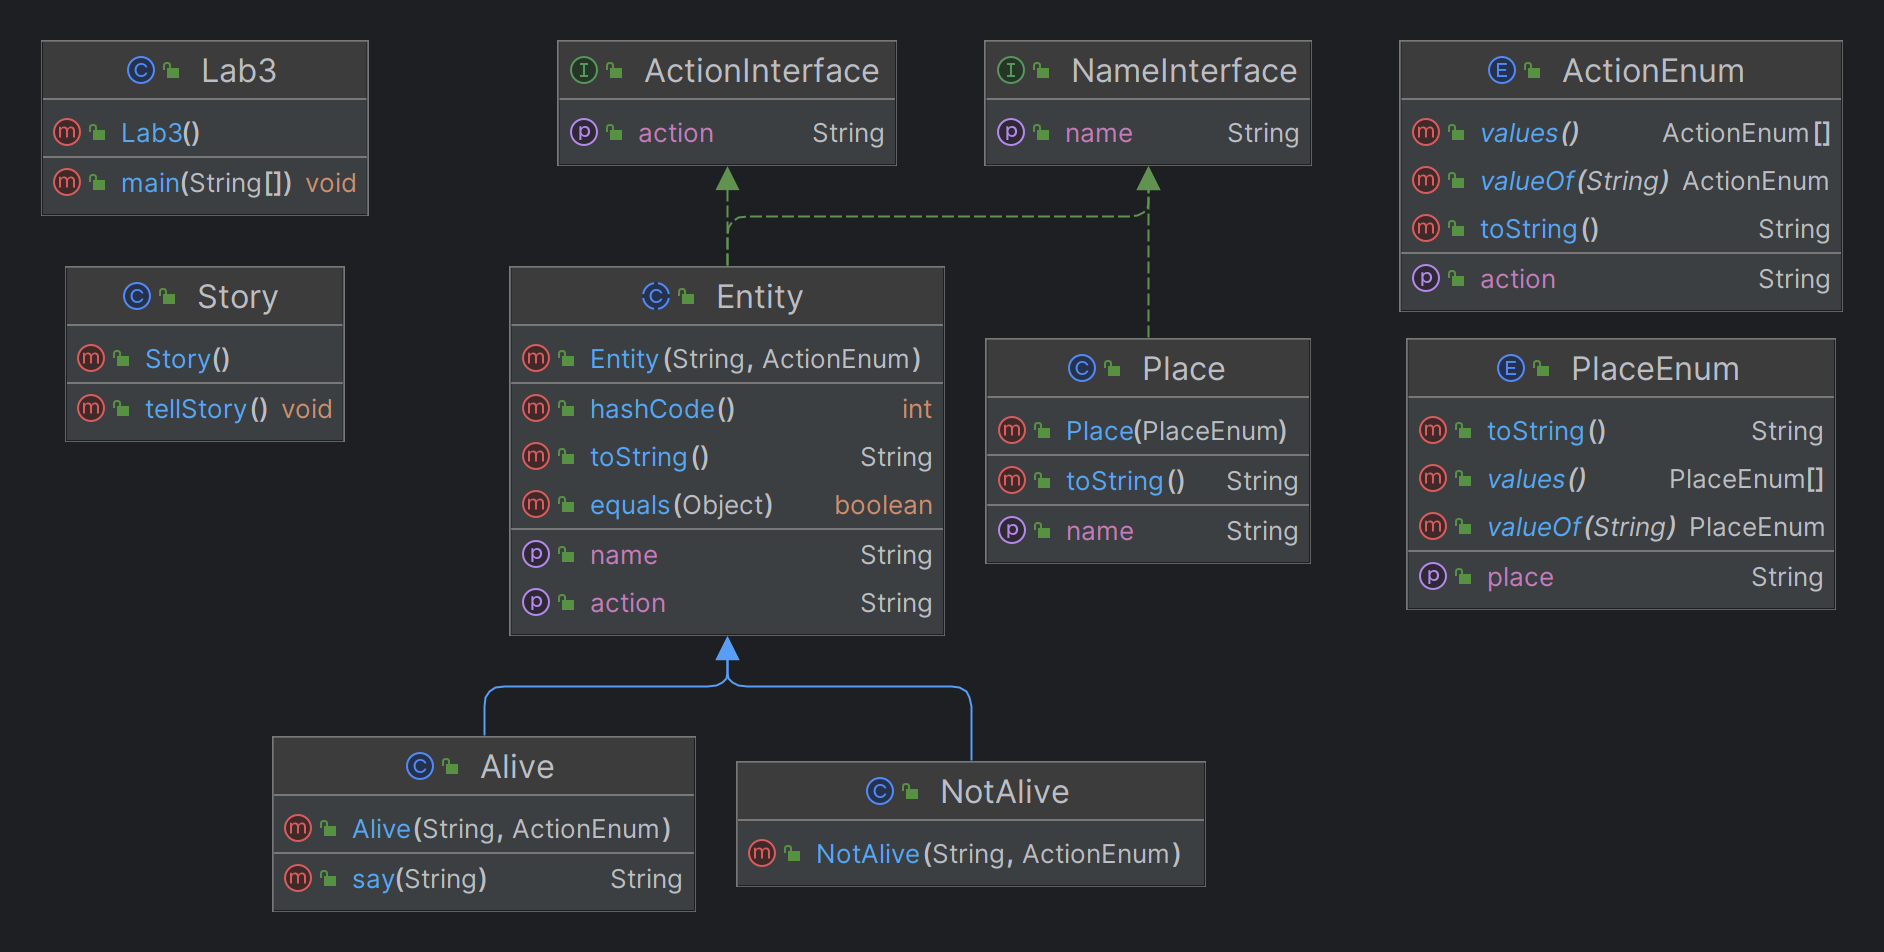 Lab3
Lab3()
main(String[]) void
ActionInterface
action String
NameInterface
name String
ActionEnum
values() ActionEnum[]
valueOf(String) ActionEnum
toString() String
action String
Story
Story()
tellStory() void
Entity
Entity(String, ActionEnum)
hashCode() int
toString() String
equals(Object) boolean
name String
action String
Place
Place(PlaceEnum)
toString() String
name String
PlaceEnum
toString() String
values() PlaceEnum[]
valueOf(String) PlaceEnum
place String
Alive
Alive(String, ActionEnum)
say(String) String
NotAlive
NotAlive(String, ActionEnum)